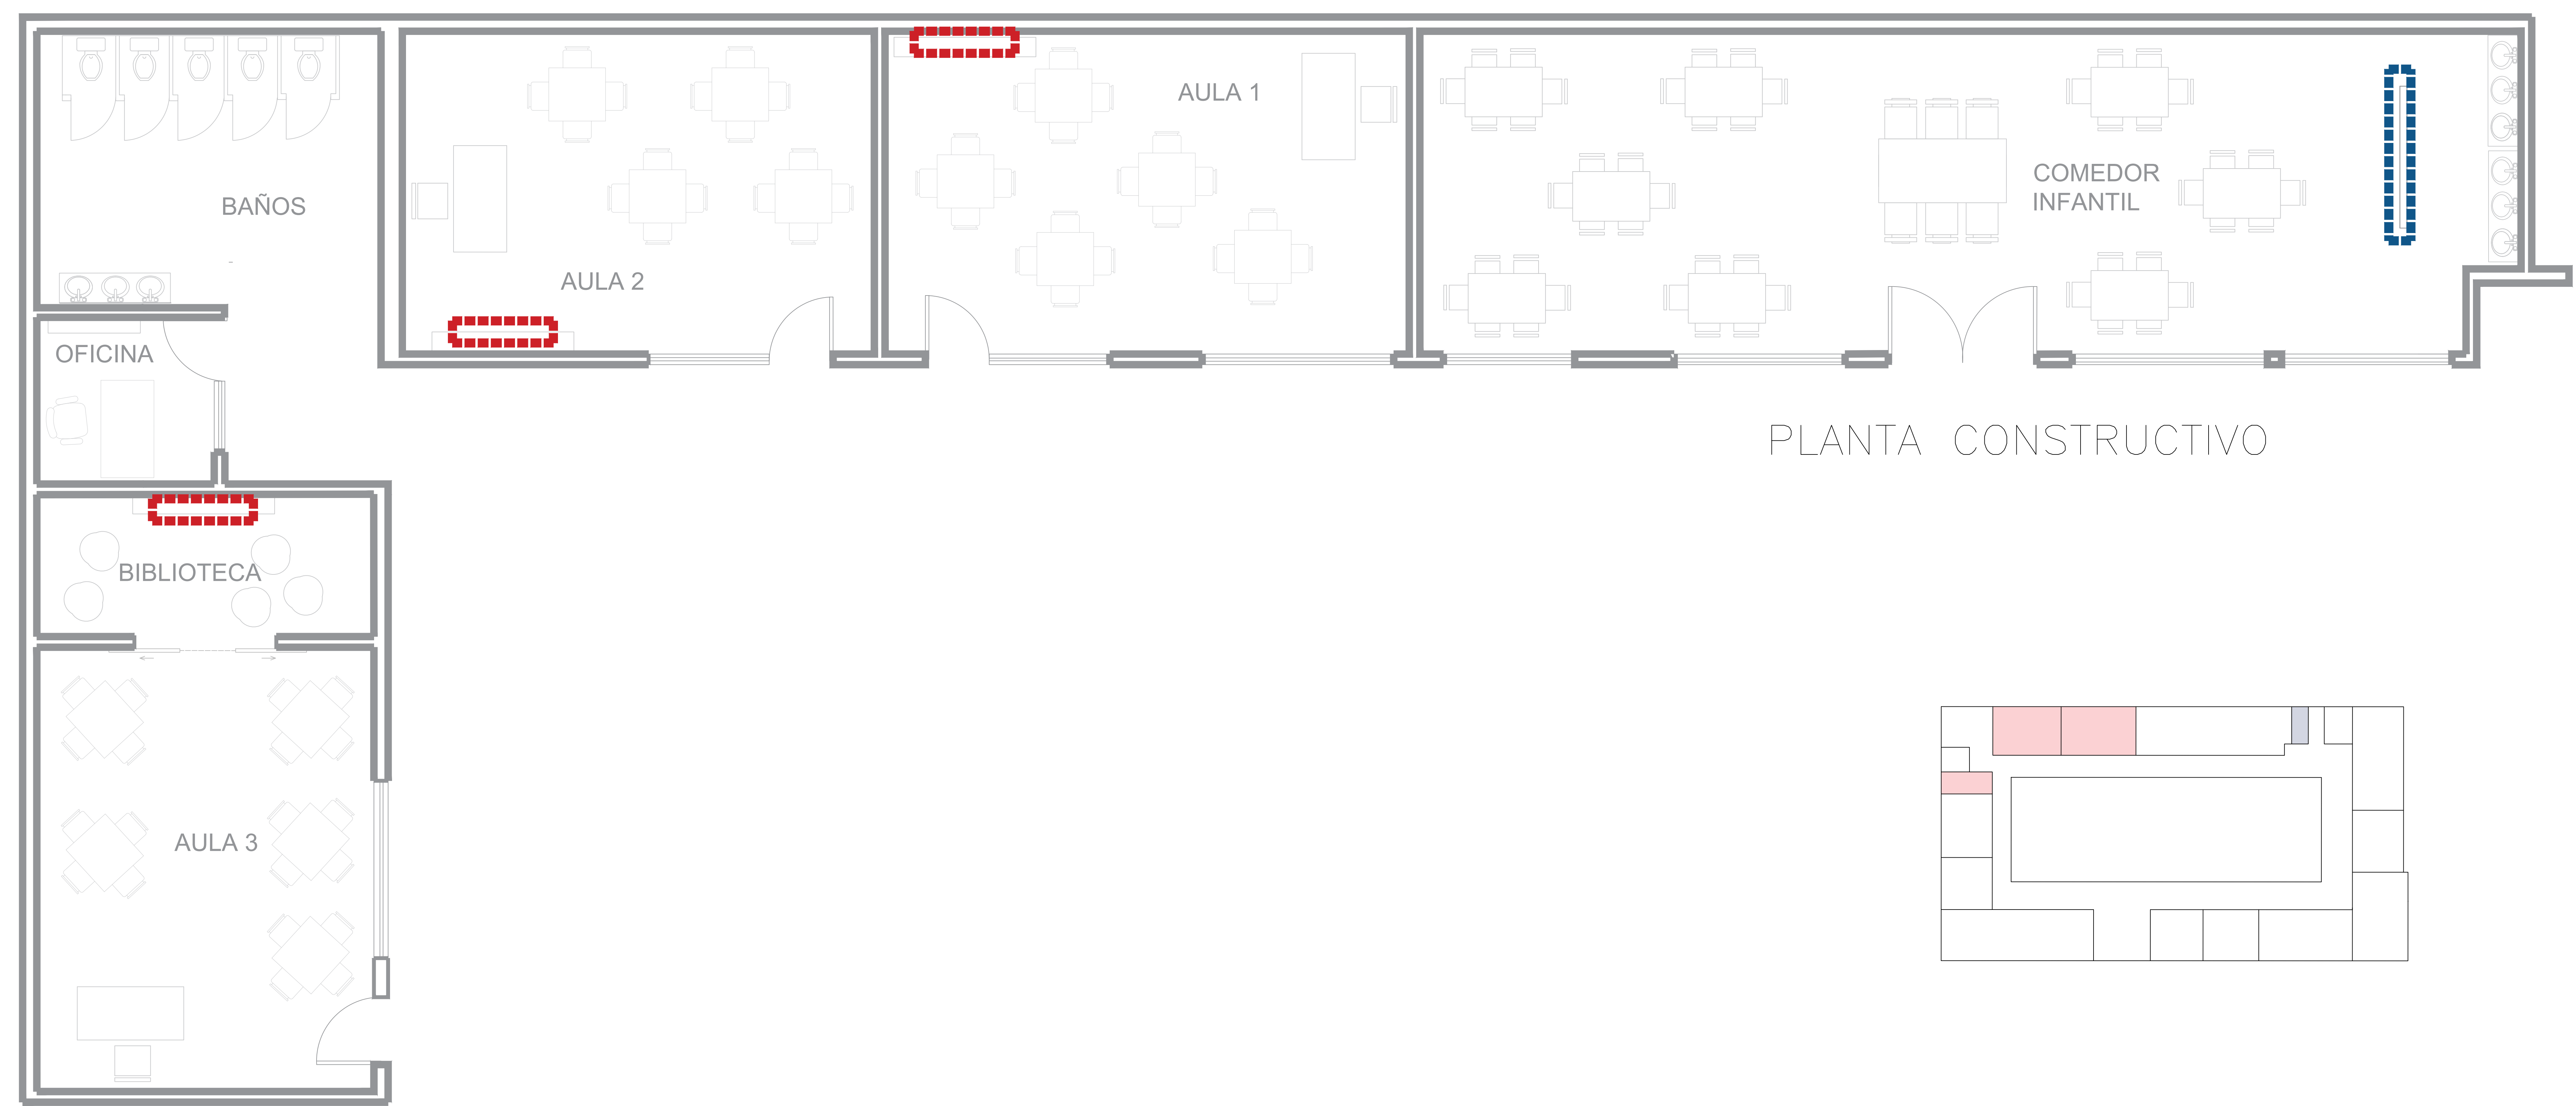 AULA 1
BAÑOS
COMEDOR
INFANTIL
AULA 2
OFICINA
PLANTA CONSTRUCTIVO
BIBLIOTECA
AULA 3